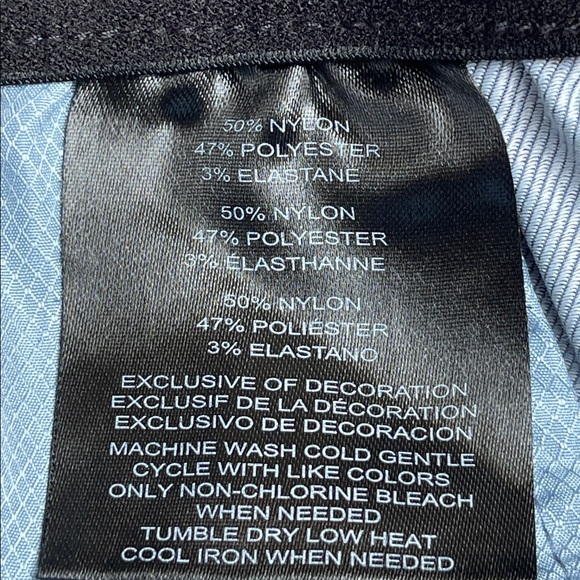 50% NYLON
47% POLYESTER
3% ELASTANE
50% NYLON
47% POLYESTER
3% ÉLASTHANNE
50% NYLON
47% POLIÉSTER
3% ELASTANO
EXCLUSIVE OF DECORATION
EXCLUSIF DE LA DÉCORATION
EXCLUSIVO DE DECORACIÓN
MACHINE WASH COLD GENTLE
CYCLE WITH LIKE COLORS
ONLY NON-CHLORINE BLEACH
WHEN NEEDED
TUMBLE DRY LOW HEAT
COOL IRON WHEN NEEDED